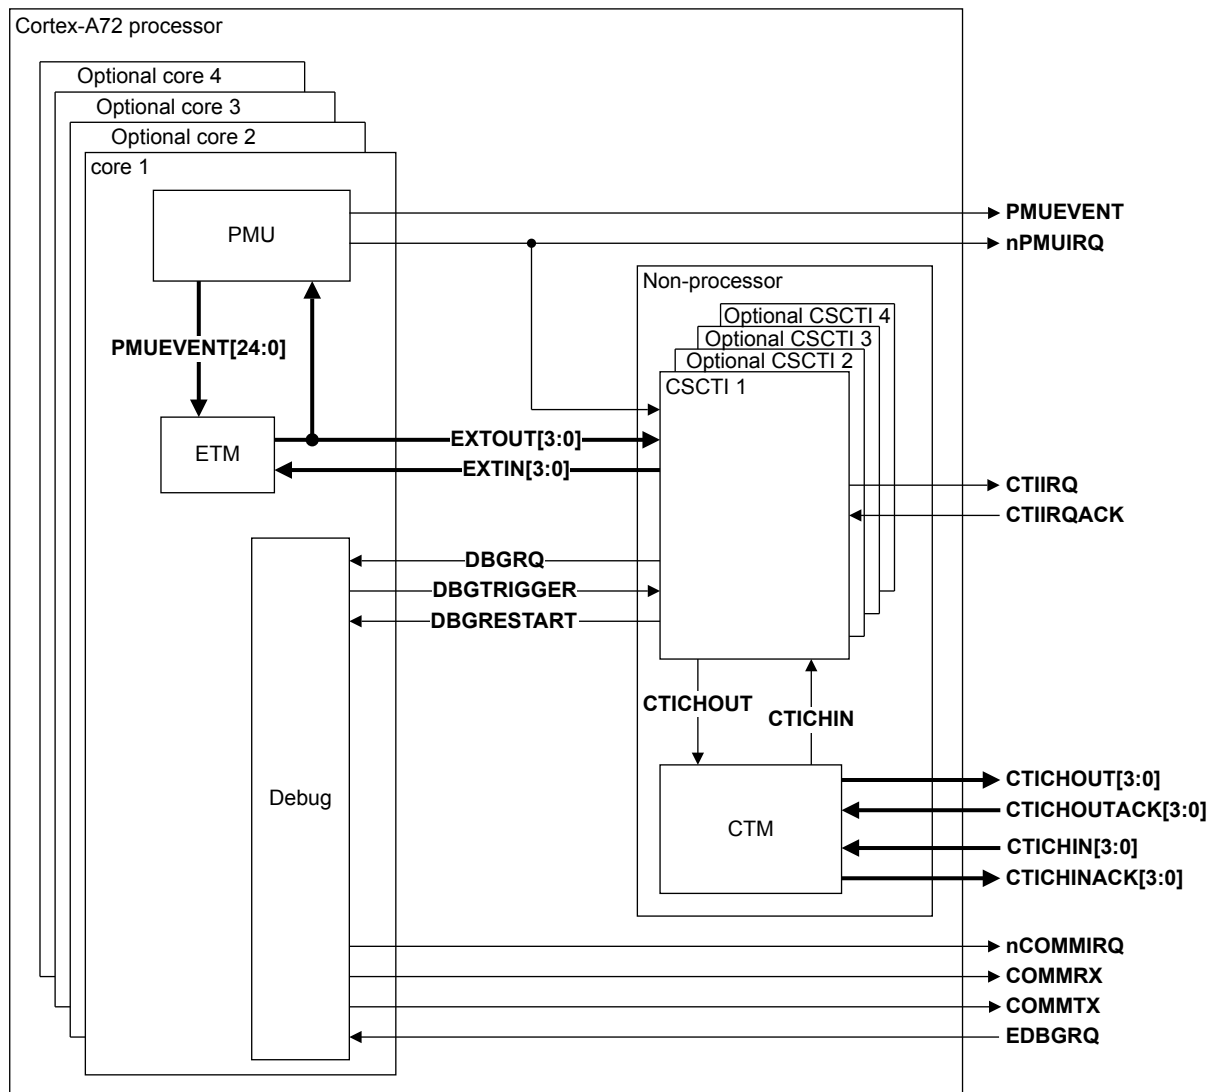 Cortex-A72 processor
Optional core 4
Optional core 3
Optional core 2
core 1
PMU
PMUEVENT
nPMUIRQ
Non-processor
Optional CSCTI 4
Optional CSCTI 3
Optional CSCTI 2
CSCTI 1
PMUEVENT[24:0]
ETM
EXTOUT[3:0]
EXTIN[3:0]
CTIIRQ
CTIIRQACK
DBGRQ
DBGTRIGGER
DBGRESTART
CTICHOUT
CTICHIN
Debug
CTM
CTICHOUT[3:0]
CTICHOUTACK[3:0]
CTICHIN[3:0]
CTICHINACK[3:0]
nCOMMIRQ
COMMRX
COMMTX
EDBGRQ